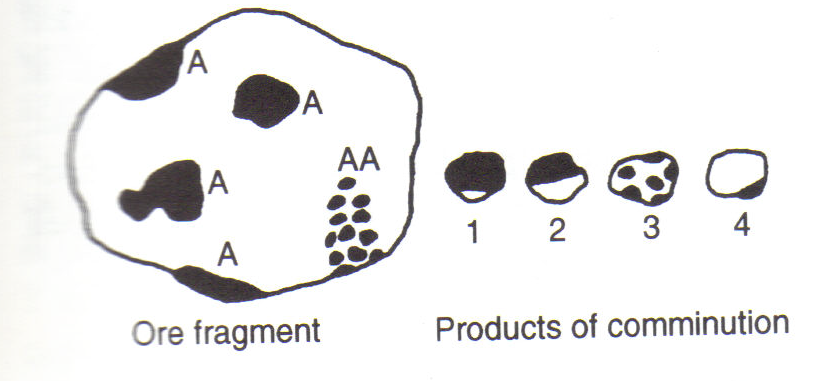 A
A
AA
A
A
1 2 3 4
Ore fragment
Products of comminution